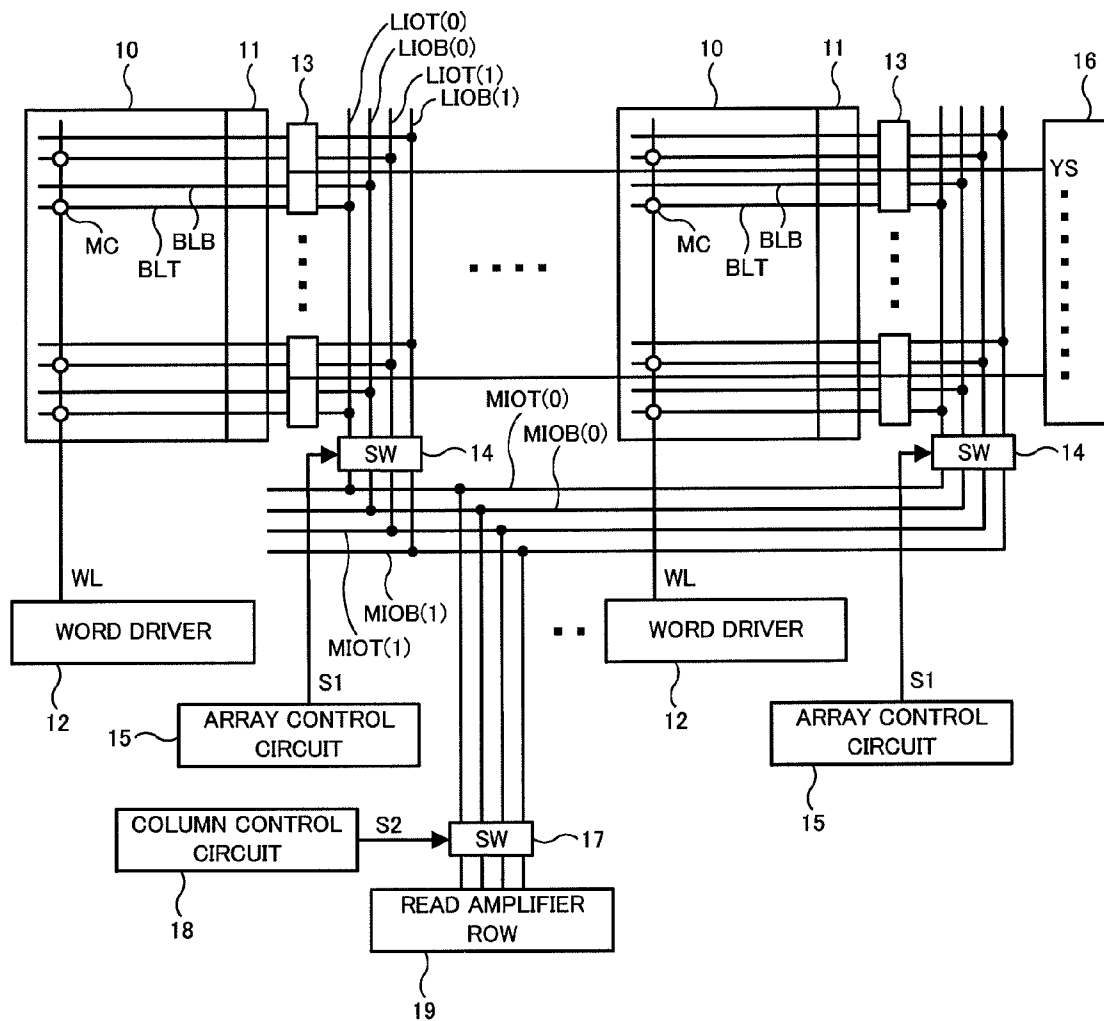 LIOT(0)
LIOB(0)
LIOT(1)
LIOB(1)
10
11
13
10
11
13
16
YS
MC
BLT
BLB
MC
BLT
BLB
MIOT(0)
MIOB(0)
SW
14
SW
14
WL
MIOB(1)
MIOT(1)
WL
WORD DRIVER
WORD DRIVER
12
S1
12
S1
15
ARRAY CONTROL
CIRCUIT
ARRAY CONTROL
CIRCUIT
15
COLUMN CONTROL
CIRCUIT
S2
SW
17
18
READ AMPLIFIER
ROW
19